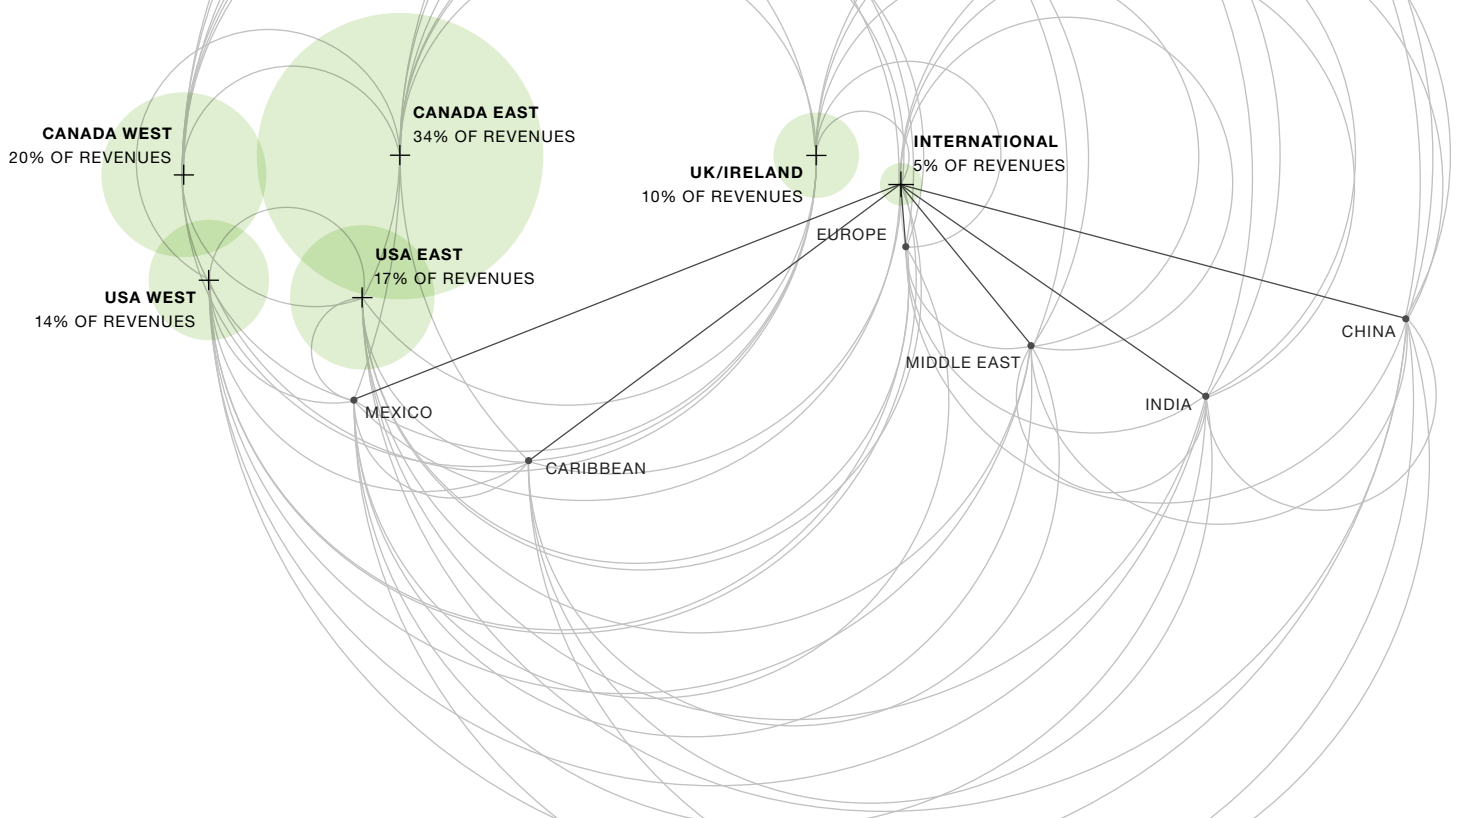 CANADA EAST
34% OF REVENUES
CANADA WEST
20% OF REVENUES
INTERNATIONAL
5% OF REVENUES
UK/IRELAND
10% OF REVENUES
EUROPE
USA EAST
17% OF REVENUES
USA WEST
14% OF REVENUES
CHINA
MIDDLE EAST
INDIA
MEXICO
CARIBBEAN